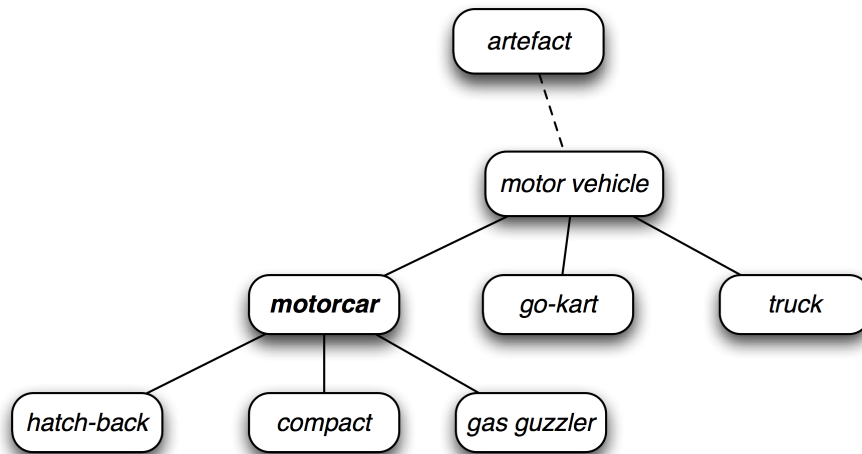 artefact
motor vehicle
motorcar
go-kart
truck
hatch-back
compact
gas guzzler